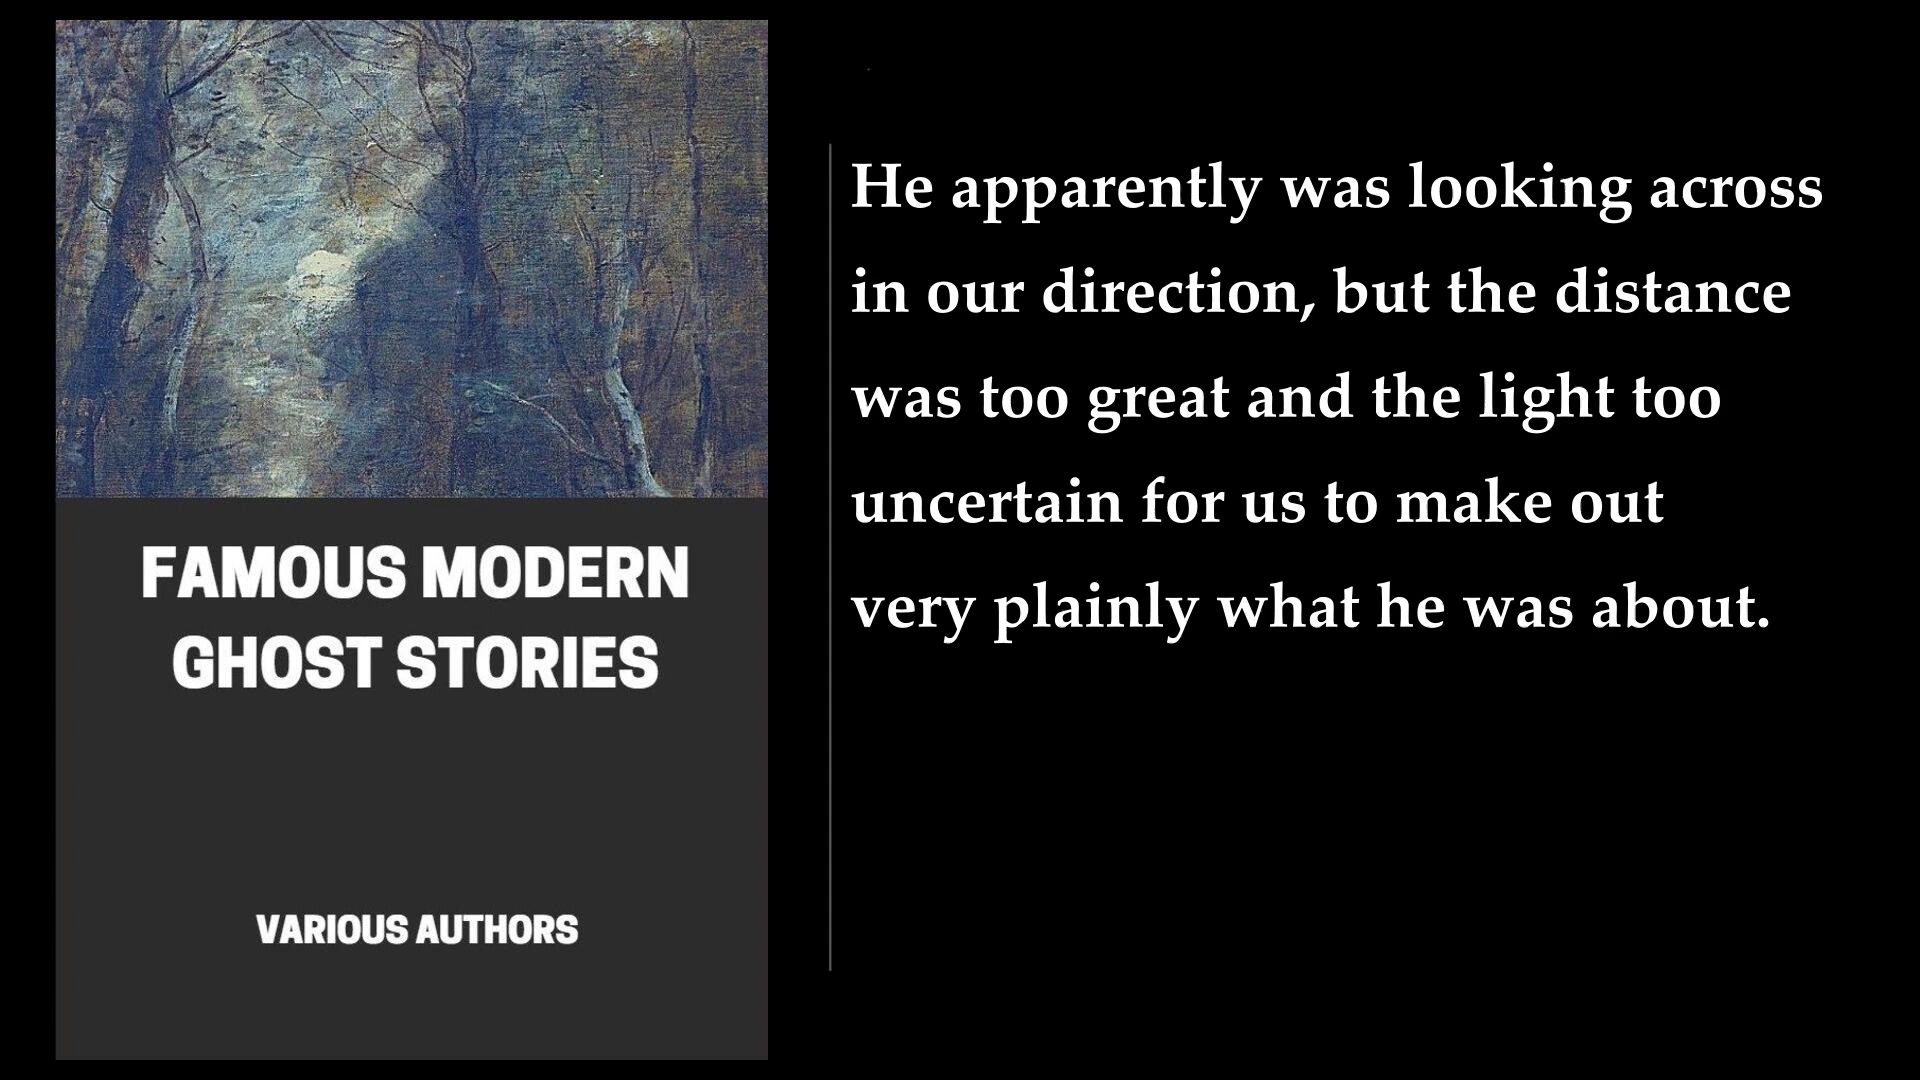 FAMOUS MODERN
GHOST STORIES
VARIOUS AUTHORS
He apparently was looking across
in our direction, but the distance
was too great and the light too
uncertain for us to make out
very plainly what he was about.